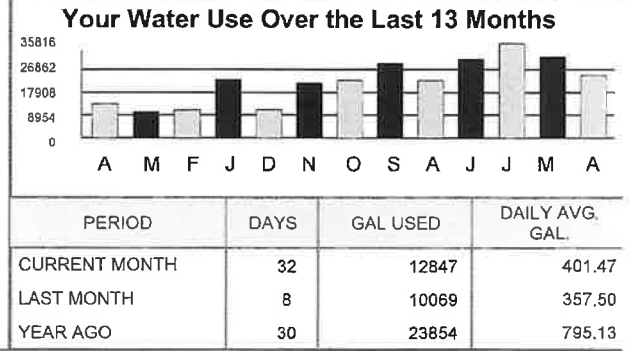 Your Water Use Over the Last 13 Months
35816
26862
17908
8954
0
A M F J D N O S A J J M A
PERIOD DAYS GAL USED DAILY AVG. GAL.
CURRENT MONTH 32 12847 401.47
LAST MONTH 8 10069 357.50
YEAR AGO 30 23854 795.13